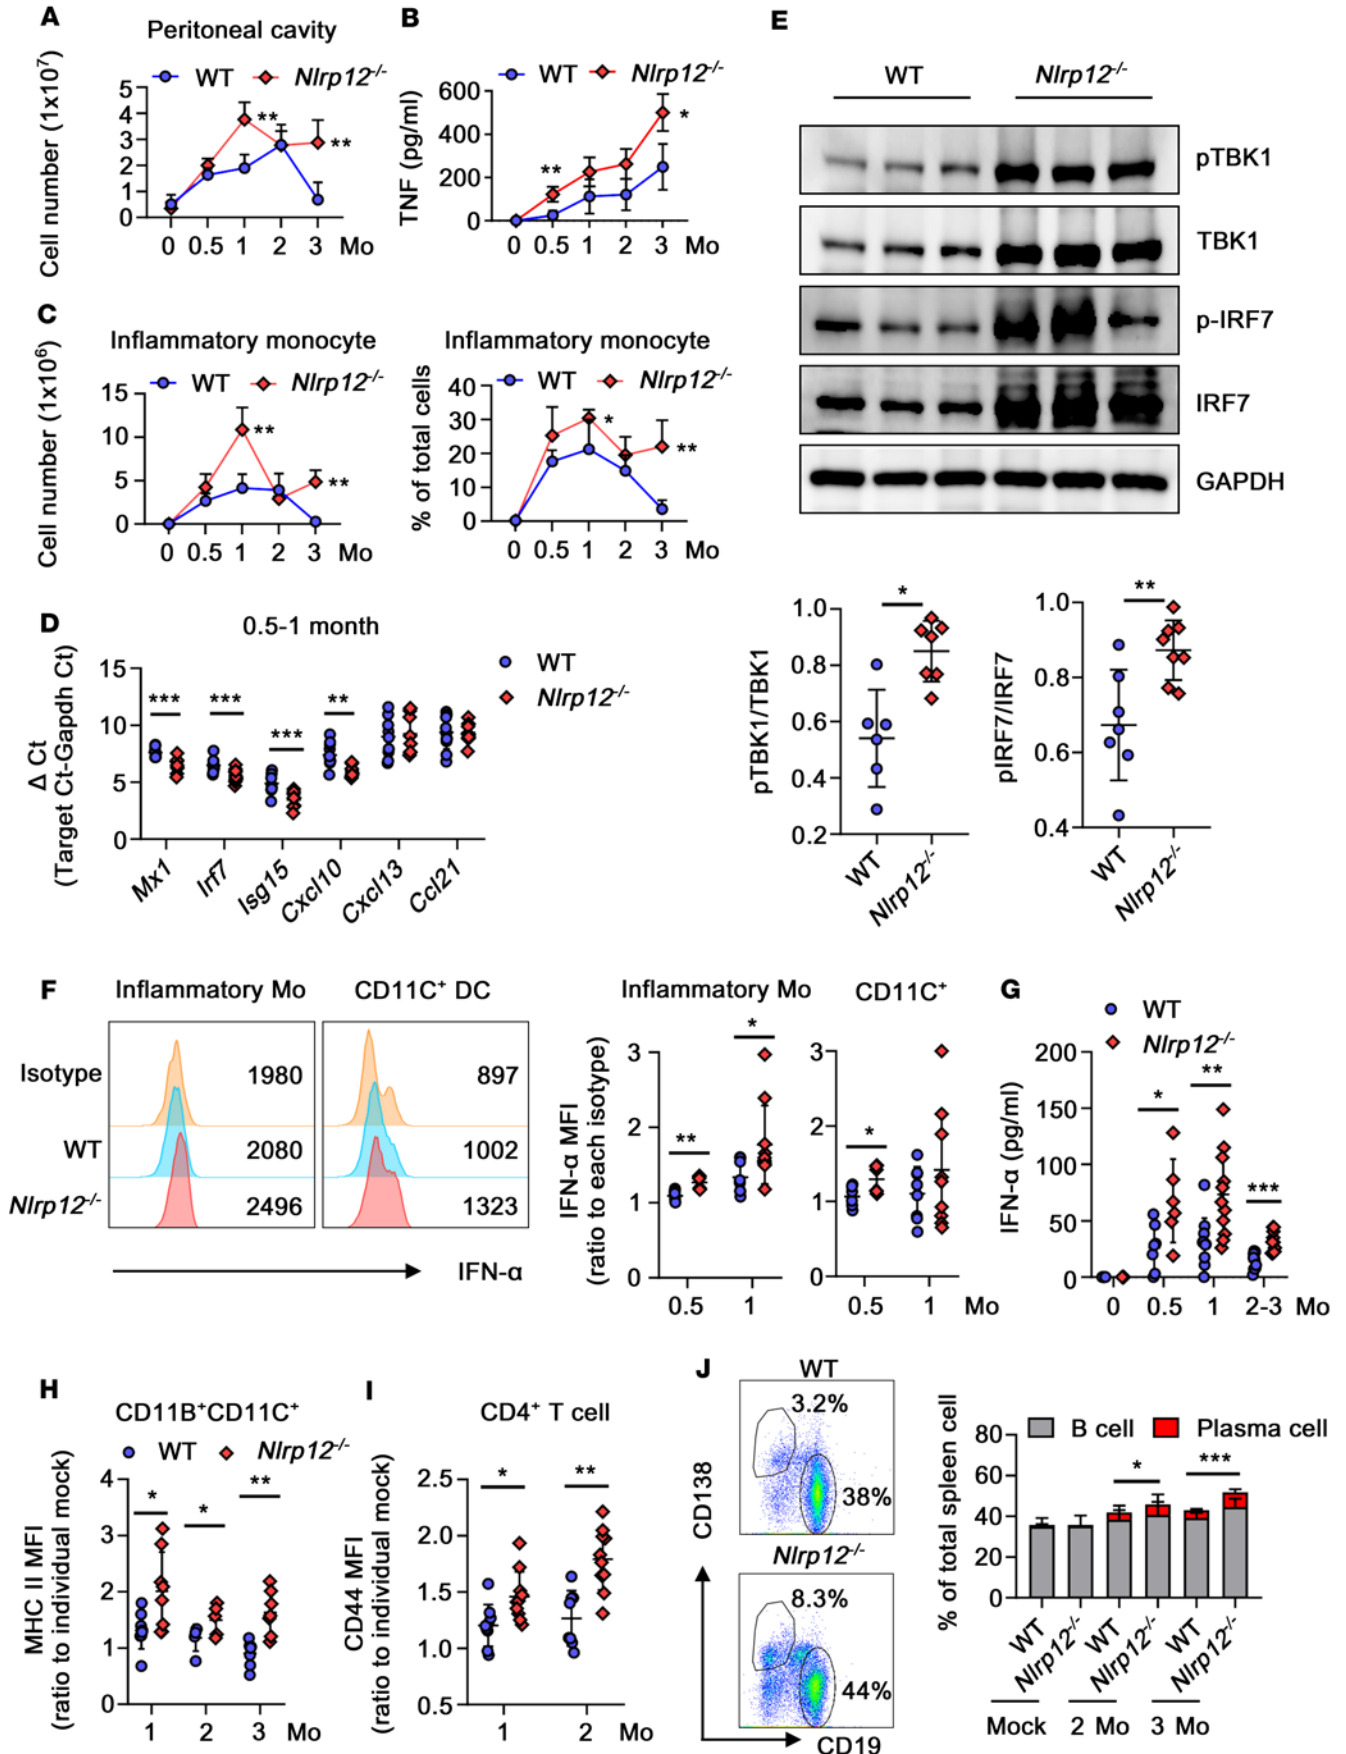 A
Peritoneal cavity
WT Nlrp12-/-
Cell number (1x10⁷)
5
4
3
2
1
0
**
**
0 0.5 1 2 3 Mo
B
WT Nlrp12-/-
TNF (pg/ml)
600
400
200
0
**
*
0 0.5 1 2 3 Mo
C
Inflammatory monocyte
WT Nlrp12-/-
Cell number (1x10⁶)
15
10
5
0
**
**
0 0.5 1 2 3 Mo
Inflammatory monocyte
WT Nlrp12-/-
% of total cells
40
30
20
10
0
*
**
0 0.5 1 2 3 Mo
D
0.5-1 month
WT
Nlrp12-/-
Δ Ct
(Target Ct-Gapdh Ct)
15
10
5
0
*** *** *** **
Mx1 Irf7 Isg15 Cxcl10 Cxcl13 Ccl21
E
WT Nlrp12-/-
pTBK1
TBK1
p-IRF7
IRF7
GAPDH
pTBK1/TBK1
1.0
0.8
0.6
0.4
0.2
*
WT Nlrp12-/-
pIRF7/IRF7
1.0
0.8
0.6
0.4
**
WT Nlrp12-/-
F
Inflammatory Mo CD11C⁺ DC
Isotype 1980 897
WT 2080 1002
Nlrp12-/- 2496 1323
IFN-α
Inflammatory Mo CD11C⁺
IFN-α MFI
(ratio to each isotype)
3
2
1
0
** *
0.5 1
3
2
1
0
*
0.5 1 Mo
G
WT
Nlrp12-/-
IFN-α (pg/ml)
200
150
100
50
0
* ** ***
0 0.5 1 2-3 Mo
H
CD11B⁺CD11C⁺
WT Nlrp12-/-
MHC II MFI
(ratio to individual mock)
4
3
2
1
0
* * **
1 2 3 Mo
I
CD4⁺ T cell
CD44 MFI
(ratio to individual mock)
2.5
2.0
1.5
1.0
0.5
* **
1 2 Mo
J
WT
3.2%
38%
Nlrp12-/-
8.3%
44%
CD138
CD19
B cell Plasma cell
% of total spleen cell
80
60
40
20
0
* ***
WT Nlrp12-/- WT Nlrp12-/- WT Nlrp12-/-
Mock 2 Mo 3 Mo